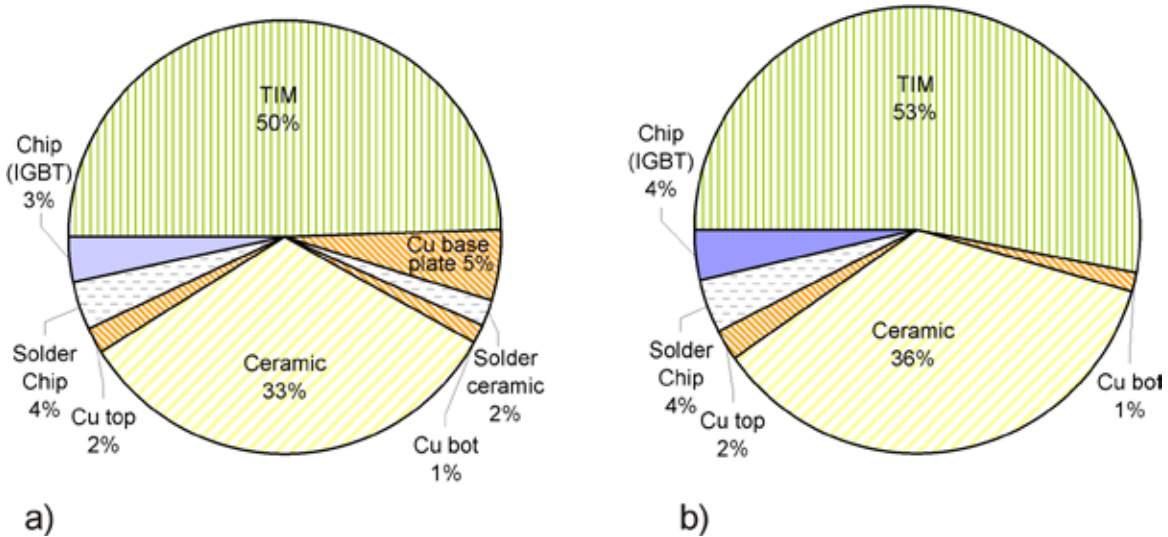 TIM
50%
Chip
(IGBT)
3%
Cu base
plate 5%
Solder
Chip
4%
Cu top
2%
Ceramic
33%
Cu bot
1%
Solder
ceramic
2%
a)
TIM
53%
Chip
(IGBT)
4%
Solder
Chip
4%
Cu top
2%
Ceramic
36%
Cu bot
1%
b)